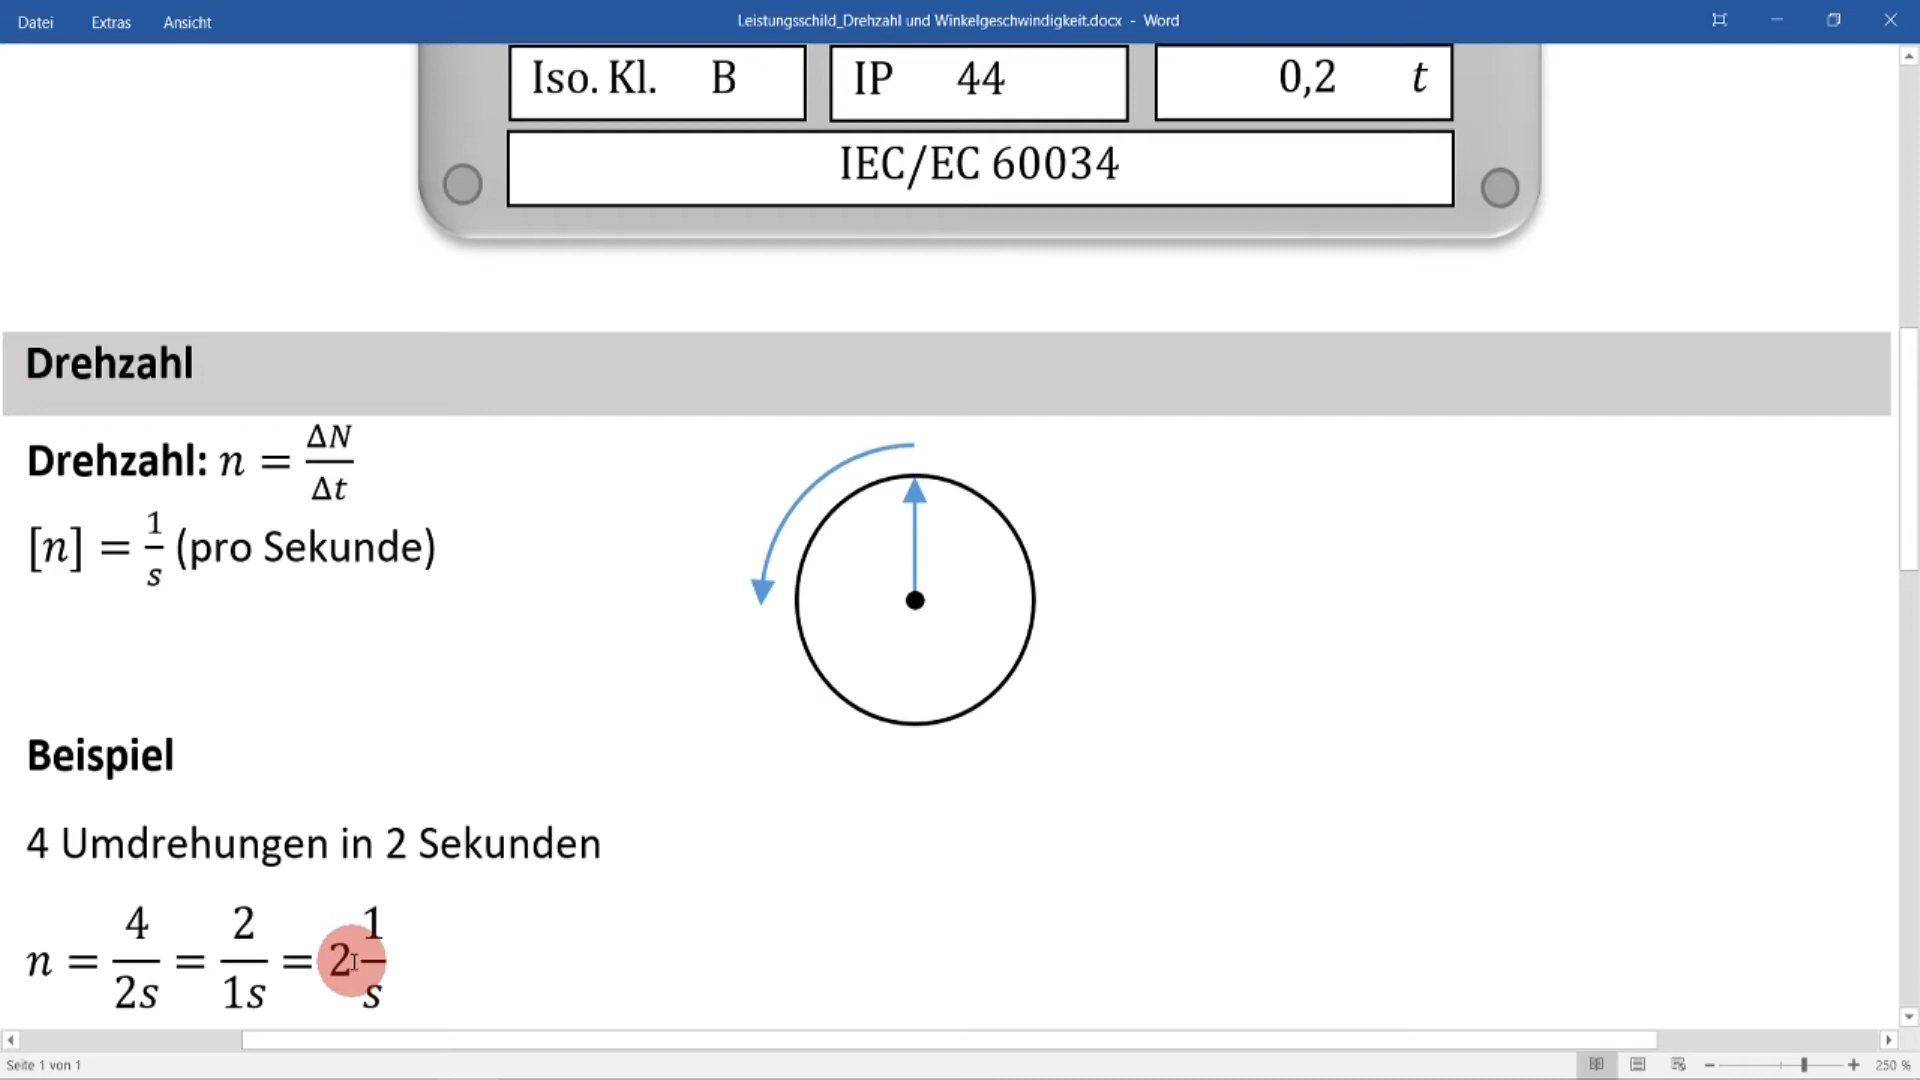 Datei Extras Ansicht Leistungsschild_Drehzahl und Winkelgeschwindigkeit.docx - Word
Iso. Kl. B IP 44 0,2 t
IEC/EC 60034
Drehzahl
Drehzahl: n = ΔN/Δt
[n] = 1/s (pro Sekunde)
Beispiel
4 Umdrehungen in 2 Sekunden
n = 4/2s = 2/1s = 2 1/s
Seite 1 von 1 250 %